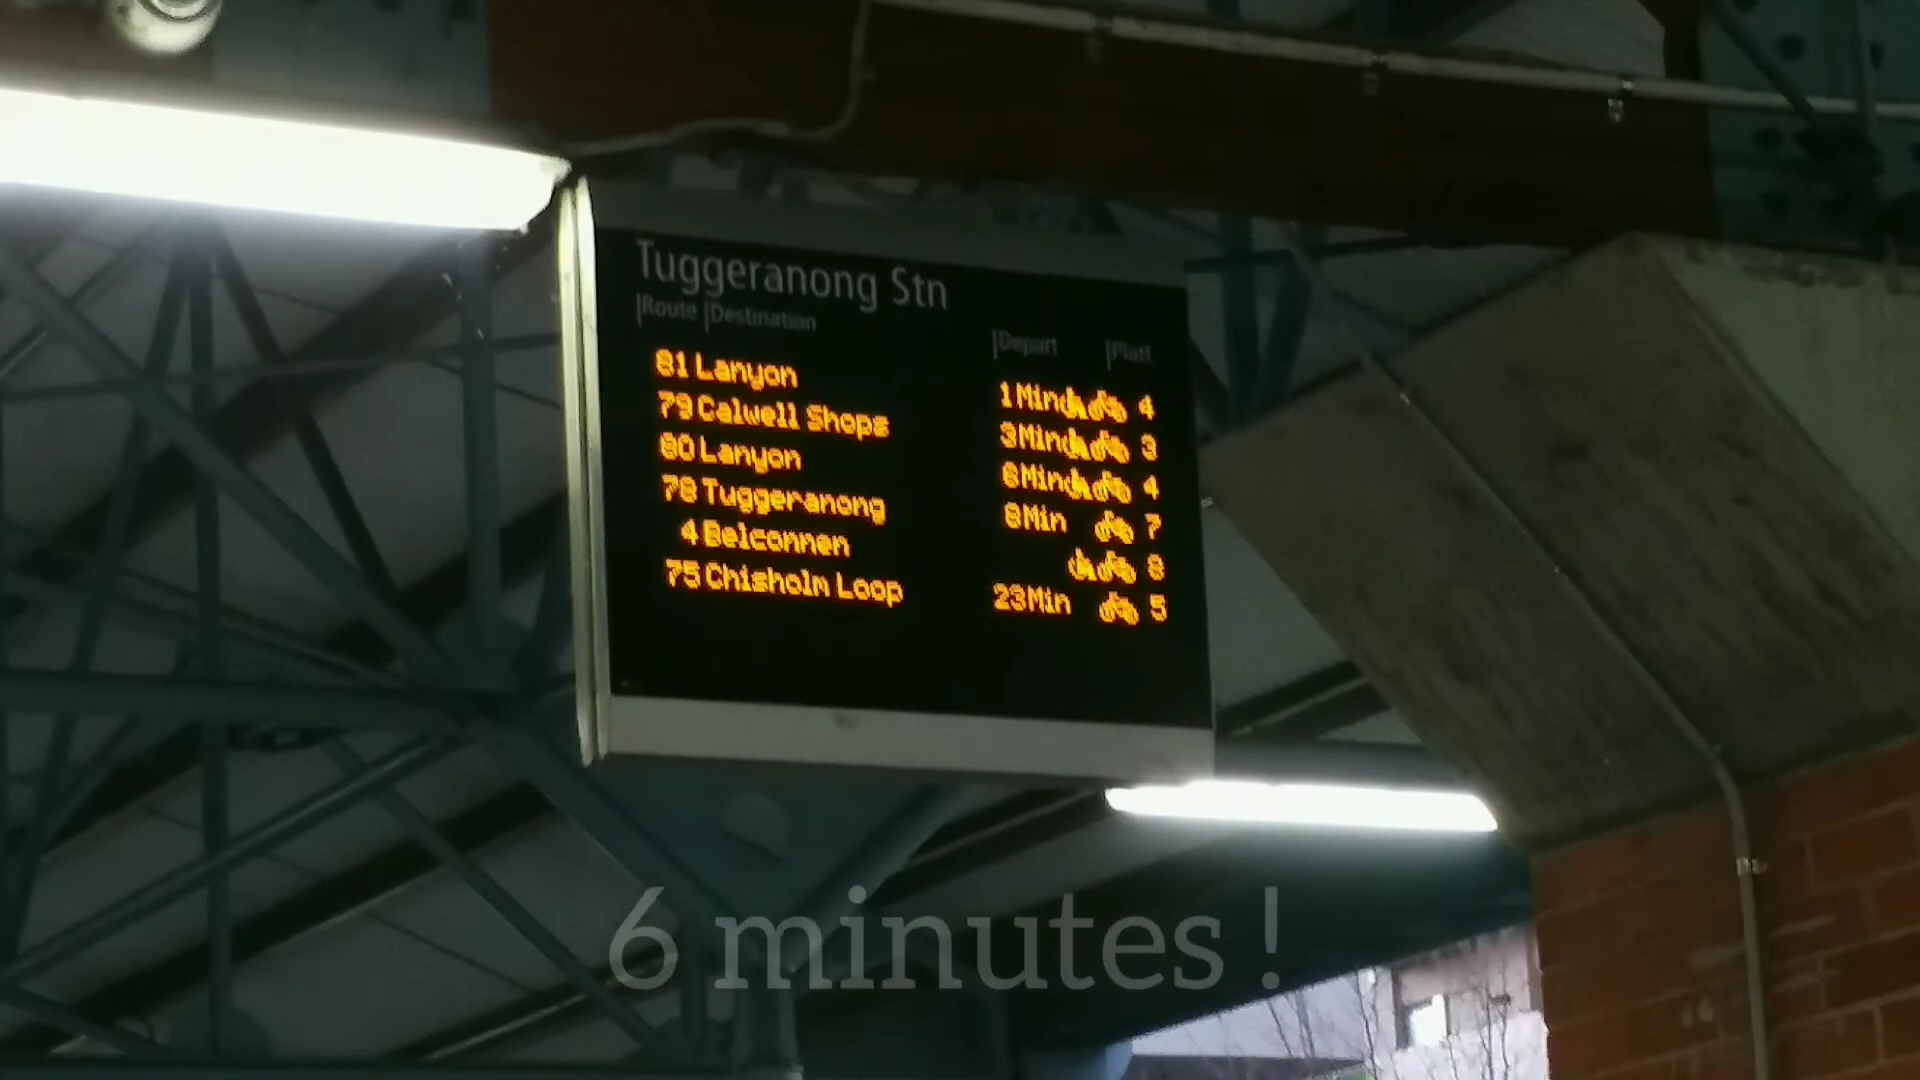 Tuggeranong Stn
Route Destination Depart Platf
81 Lanyon 1 Min 4
79 Calwell Shops 3 Min 3
80 Lanyon 6 Min 4
78 Tuggeranong 8 Min 7
4 Belconnen 8
75 Chisholm Loop 23 Min 5
6 minutes!